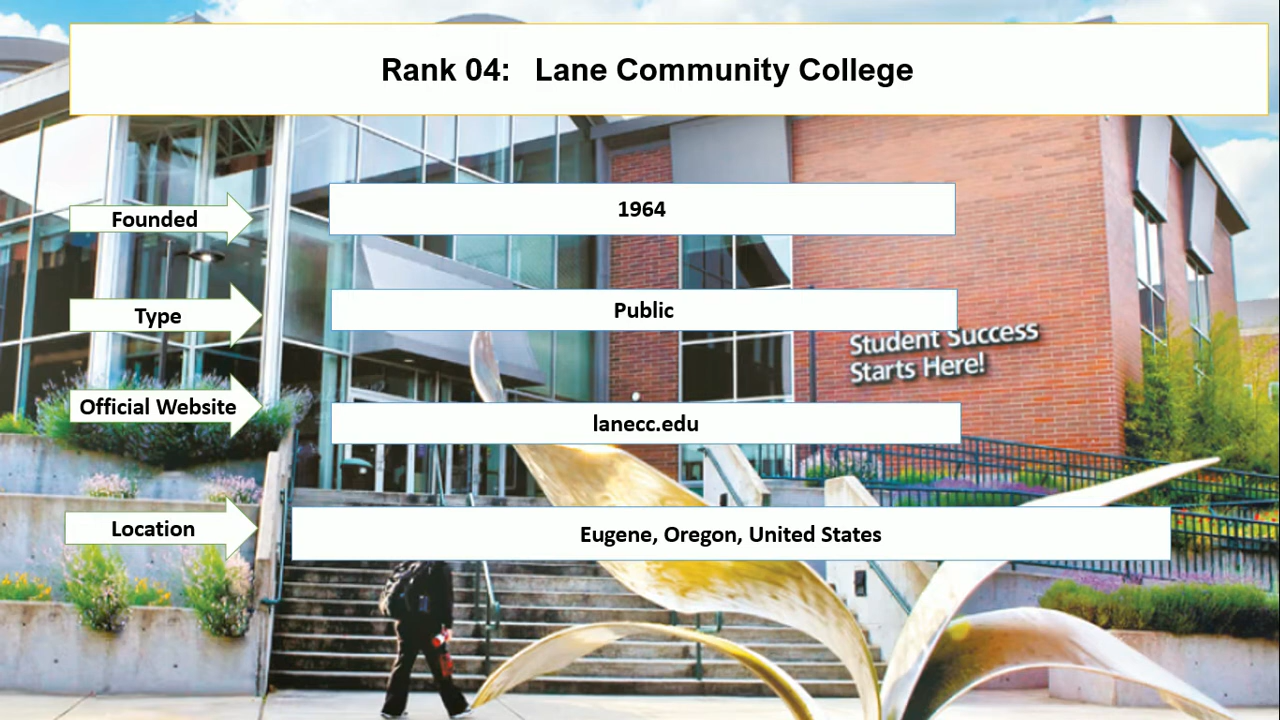 Rank 04: Lane Community College
Founded
1964
Type
Public
Student Success
Starts Here!
Official Website
lanecc.edu
Location
Eugene, Oregon, United States